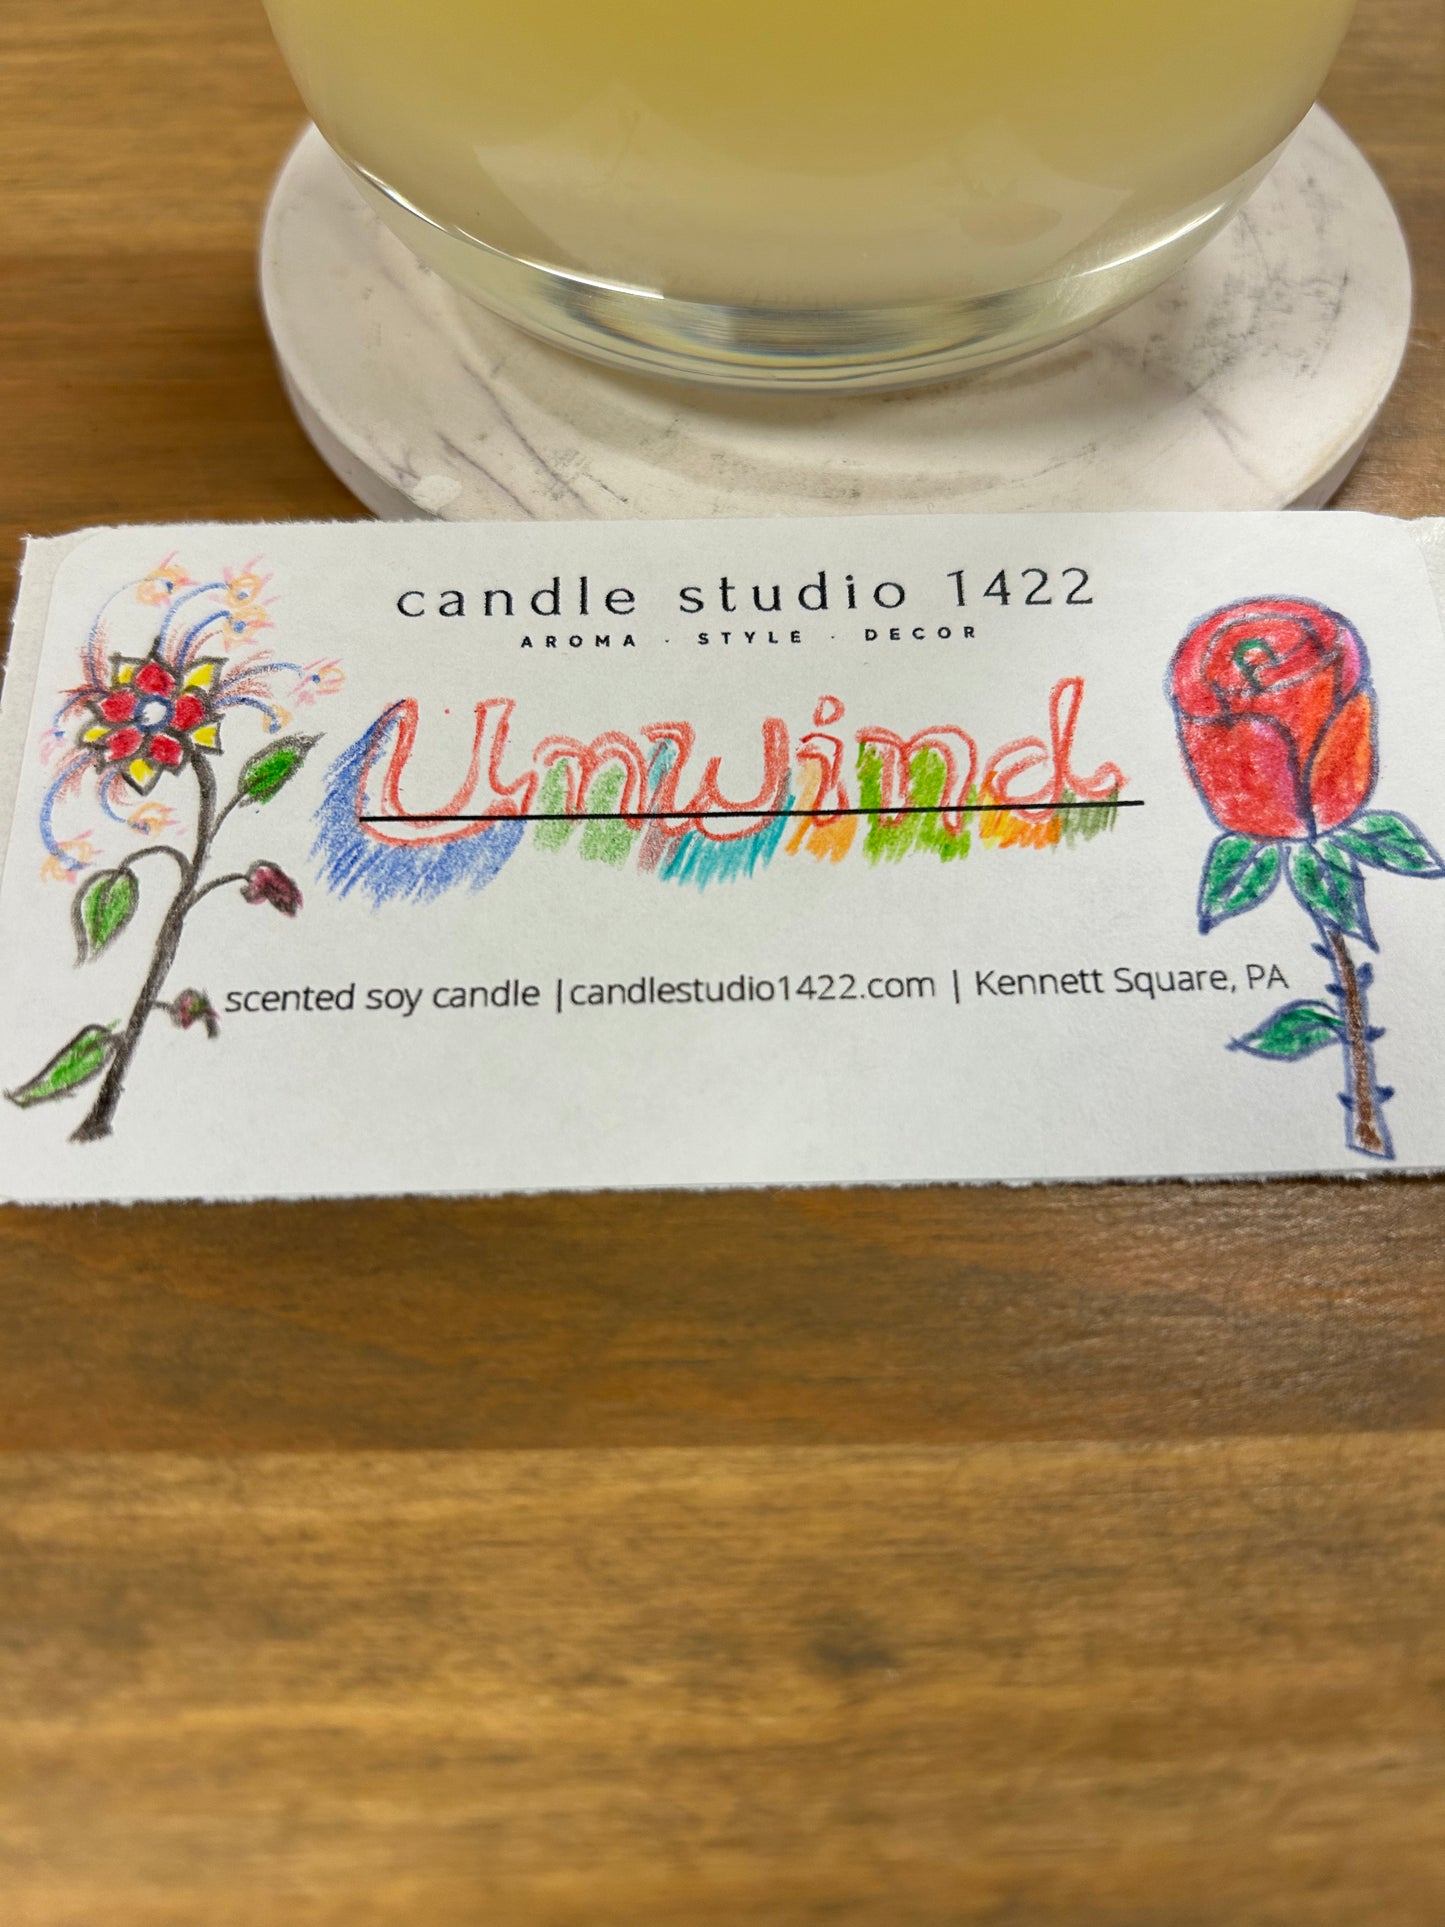 candle studio 1422
AROMA · STYLE · DECOR
Unwind
scented soy candle |candlestudio1422.com | Kennett Square, PA